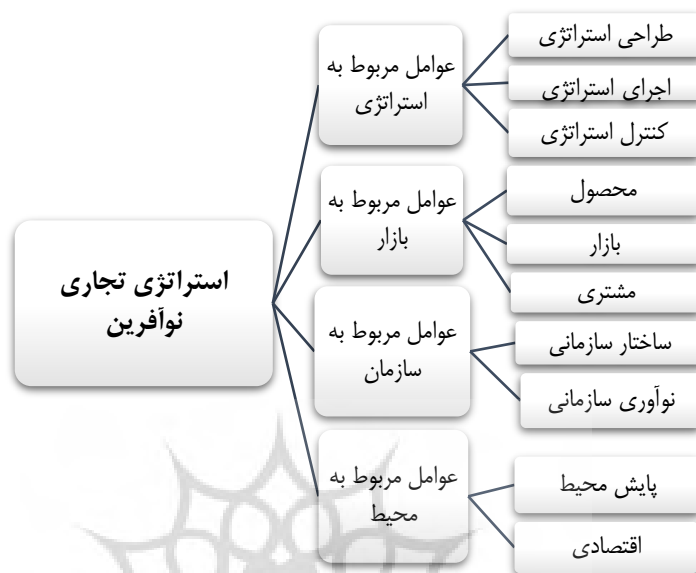 استراتژی تجاری
نوآفرین
عوامل مربوط به
استراتژی
طراحی استراتژی
اجرای استراتژی
کنترل استراتژی
عوامل مربوط به
بازار
محصول
بازار
مشتری
عوامل مربوط به
سازمان
ساختار سازمانی
نوآوری سازمانی
عوامل مربوط به
محیط
پایش محیط
اقتصادی